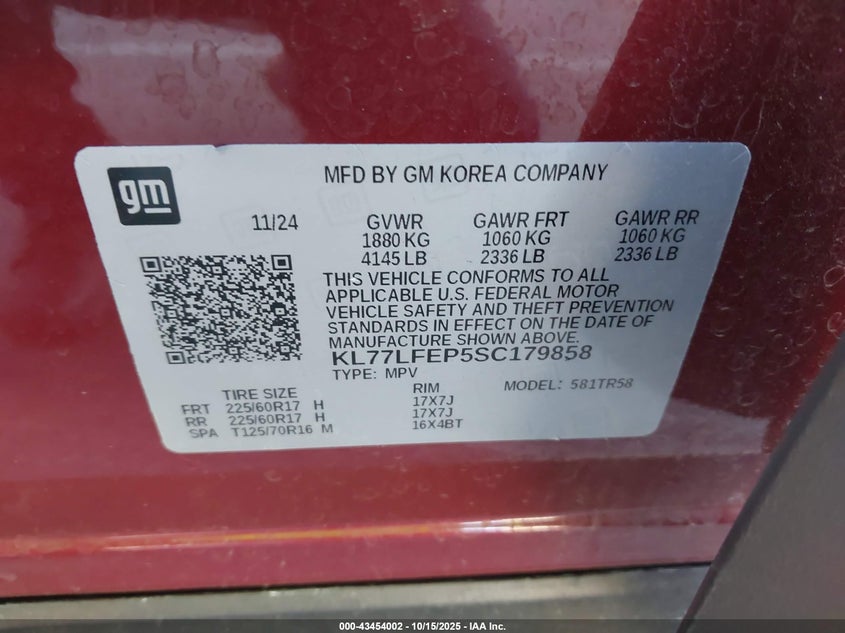 gm
MFD BY GM KOREA COMPANY
11/24 GVWR GAWR FRT GAWR RR
1880 KG 1060 KG 1060 KG
4145 LB 2336 LB 2336 LB
THIS VEHICLE CONFORMS TO ALL
APPLICABLE U.S. FEDERAL MOTOR
VEHICLE SAFETY AND THEFT PREVENTION
STANDARDS IN EFFECT ON THE DATE OF
MANUFACTURE SHOWN ABOVE.
KL77LFEP5SC179858
TYPE: MPV MODEL: 581TR58
TIRE SIZE RIM
FRT 225/60R17 H 17X7J
RR 225/60R17 H 17X7J
SPA T125/70R16 M 16X4BT
000-43454002 - 10/15/2025 - IAA Inc.